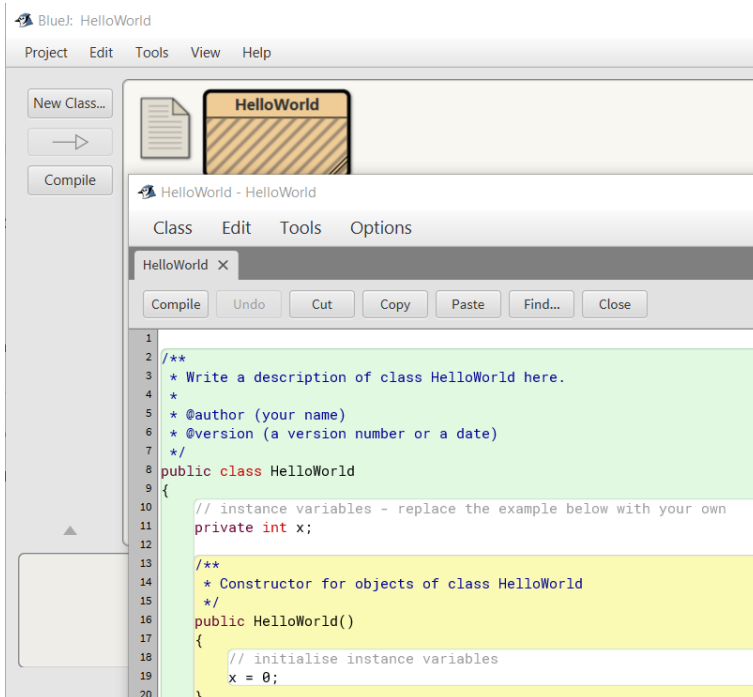 BlueJ: HelloWorld
Project Edit Tools View Help
New Class...
HelloWorld
Compile
HelloWorld - HelloWorld
Class Edit Tools Options
HelloWorld
Compile Undo Cut Copy Paste Find... Close
1
2 /**
3  * Write a description of class HelloWorld here.
4  *
5  * @author (your name)
6  * @version (a version number or a date)
7  */
8 public class HelloWorld
9 {
10     // instance variables - replace the example below with your own
11     private int x;
12
13     /**
14      * Constructor for objects of class HelloWorld
15      */
16     public HelloWorld()
17     {
18         // initialise instance variables
19         x = 0;
20     }